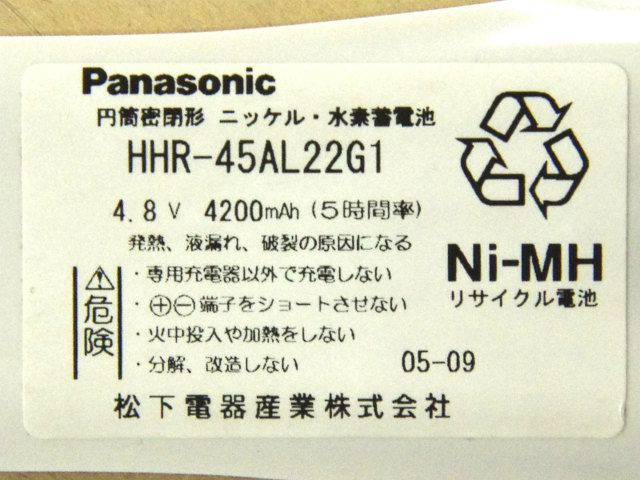 Panasonic
円筒密閉形 ニッケル・水素蓄電池
HHR-45AL22G1
4.8 V 4200mAh (5時間率)
発熱、液漏れ、破裂の原因になる
危険
・専用充電器以外で充電しない
・⊕⊖端子をショートさせない
・火中投入や加熱をしない
・分解、改造しない
05-09
松下電器産業株式会社
Ni-MH
リサイクル電池